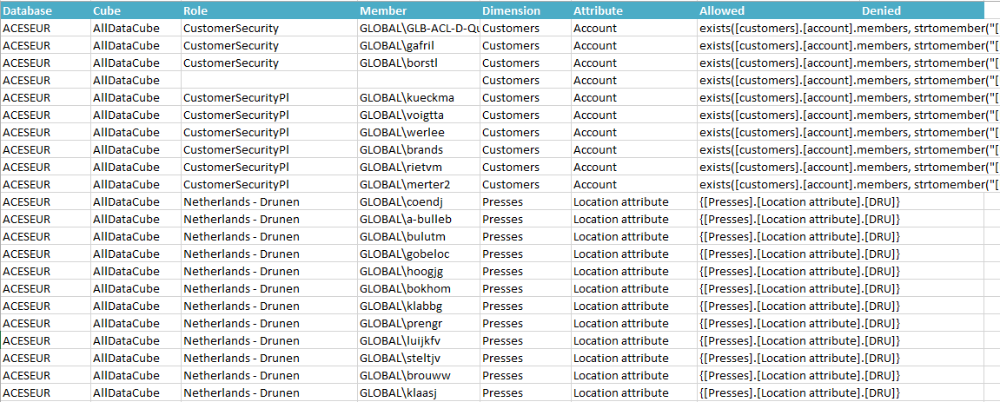 Database Cube Role Member Dimension Attribute Allowed Denied
ACESEUR AllDataCube CustomerSecurity GLOBAL\GLB-ACL-D-Qu Customers Account exists([customers].[account].members, strtomember("[
ACESEUR AllDataCube CustomerSecurity GLOBAL\gafril Customers Account exists([customers].[account].members, strtomember("[
ACESEUR AllDataCube CustomerSecurity GLOBAL\borstl Customers Account exists([customers].[account].members, strtomember("[
ACESEUR AllDataCube Customers Account exists([customers].[account].members, strtomember("[
ACESEUR AllDataCube CustomerSecurityPl GLOBAL\kueckma Customers Account exists([customers].[account].members, strtomember("[
ACESEUR AllDataCube CustomerSecurityPl GLOBAL\voigtta Customers Account exists([customers].[account].members, strtomember("[
ACESEUR AllDataCube CustomerSecurityPl GLOBAL\werlee Customers Account exists([customers].[account].members, strtomember("[
ACESEUR AllDataCube CustomerSecurityPl GLOBAL\brands Customers Account exists([customers].[account].members, strtomember("[
ACESEUR AllDataCube CustomerSecurityPl GLOBAL\rietvm Customers Account exists([customers].[account].members, strtomember("[
ACESEUR AllDataCube CustomerSecurityPl GLOBAL\merter2 Customers Account exists([customers].[account].members, strtomember("[
ACESEUR AllDataCube Netherlands - Drunen GLOBAL\coendj Presses Location attribute {[Presses].[Location attribute].[DRU]}
ACESEUR AllDataCube Netherlands - Drunen GLOBAL\a-bulleb Presses Location attribute {[Presses].[Location attribute].[DRU]}
ACESEUR AllDataCube Netherlands - Drunen GLOBAL\bulutm Presses Location attribute {[Presses].[Location attribute].[DRU]}
ACESEUR AllDataCube Netherlands - Drunen GLOBAL\gobeloc Presses Location attribute {[Presses].[Location attribute].[DRU]}
ACESEUR AllDataCube Netherlands - Drunen GLOBAL\hoogjg Presses Location attribute {[Presses].[Location attribute].[DRU]}
ACESEUR AllDataCube Netherlands - Drunen GLOBAL\bokhom Presses Location attribute {[Presses].[Location attribute].[DRU]}
ACESEUR AllDataCube Netherlands - Drunen GLOBAL\klabbg Presses Location attribute {[Presses].[Location attribute].[DRU]}
ACESEUR AllDataCube Netherlands - Drunen GLOBAL\prengr Presses Location attribute {[Presses].[Location attribute].[DRU]}
ACESEUR AllDataCube Netherlands - Drunen GLOBAL\luijkfv Presses Location attribute {[Presses].[Location attribute].[DRU]}
ACESEUR AllDataCube Netherlands - Drunen GLOBAL\steltjv Presses Location attribute {[Presses].[Location attribute].[DRU]}
ACESEUR AllDataCube Netherlands - Drunen GLOBAL\brouww Presses Location attribute {[Presses].[Location attribute].[DRU]}
ACESEUR AllDataCube Netherlands - Drunen GLOBAL\klaasj Presses Location attribute {[Presses].[Location attribute].[DRU]}